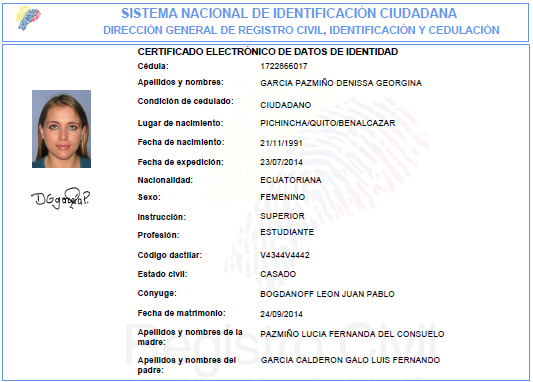 SISTEMA NACIONAL DE IDENTIFICACIÓN CIUDADANA
DIRECCIÓN GENERAL DE REGISTRO CIVIL, IDENTIFICACIÓN Y CEDULACIÓN
CERTIFICADO ELECTRÓNICO DE DATOS DE IDENTIDAD
Cédula: 1722866017
Apellidos y nombres: GARCIA PAZMIÑO DENISSA GEORGINA
Condición de cedulado: CIUDADANO
Lugar de nacimiento: PICHINCHA/QUITO/BENALCAZAR
Fecha de nacimiento: 21/11/1991
Fecha de expedición: 23/07/2014
Nacionalidad: ECUATORIANA
Sexo: FEMENINO
Instrucción: SUPERIOR
Profesión: ESTUDIANTE
Código dactilar: V4344V4442
Estado civil: CASADO
Cónyuge: BOGDANOFF LEON JUAN PABLO
Fecha de matrimonio: 24/09/2014
Apellidos y nombres de la madre: PAZMIÑO LUCIA FERNANDA DEL CONSUELO
Apellidos y nombres del padre: GARCIA CALDERON GALO LUIS FERNANDO
Registro Civil